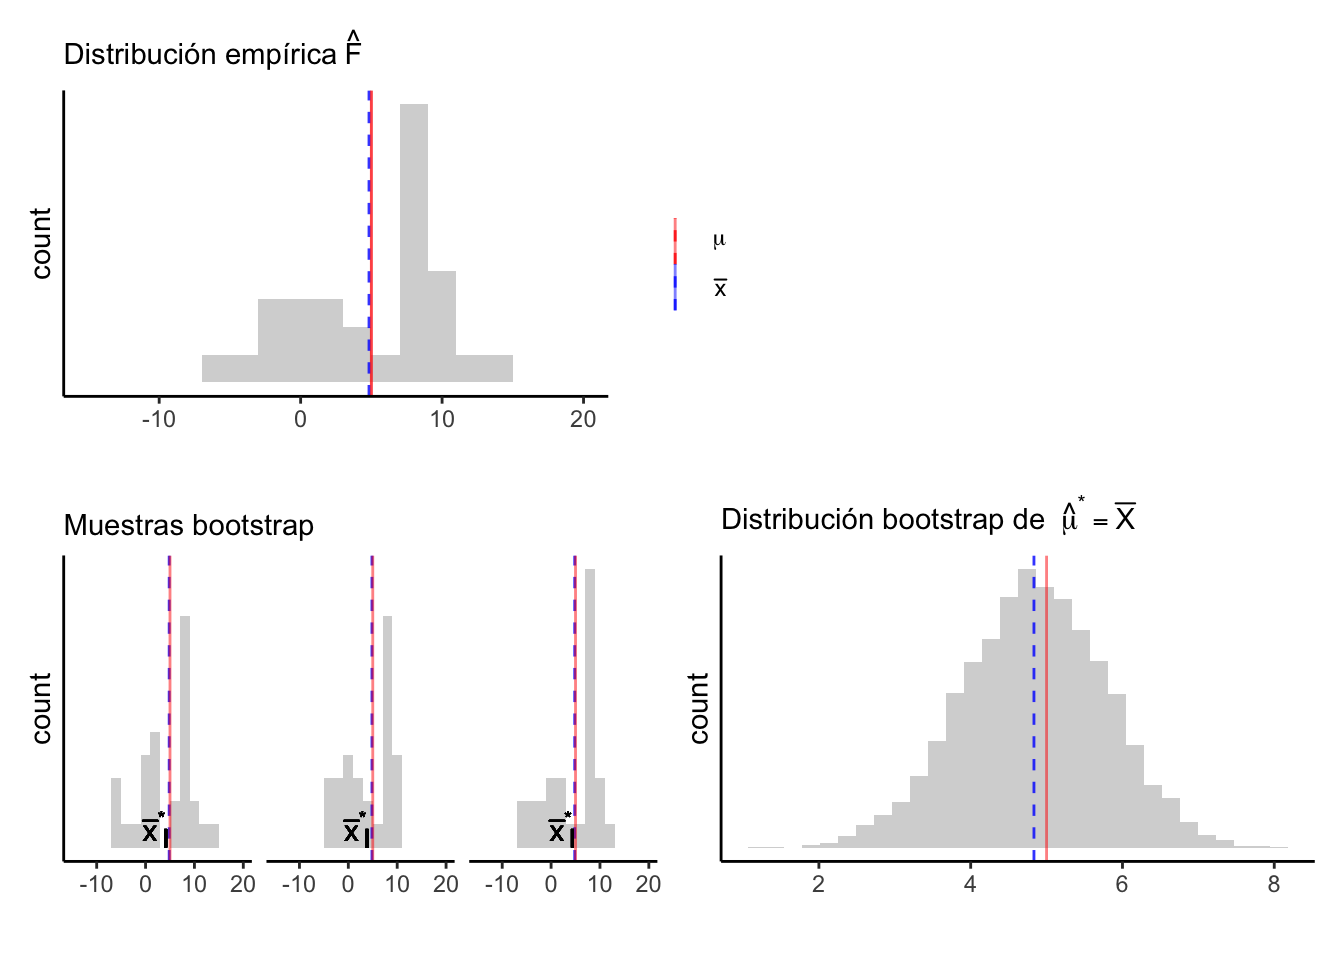 Distribución empírica F̂
count
-10 0 10 20
μ
x̅
Muestras bootstrap
count
x̅* x̅* x̅*
-10 0 10 20 -10 0 10 20 -10 0 10 20
Distribución bootstrap de μ̂* = X̅
count
2 4 6 8